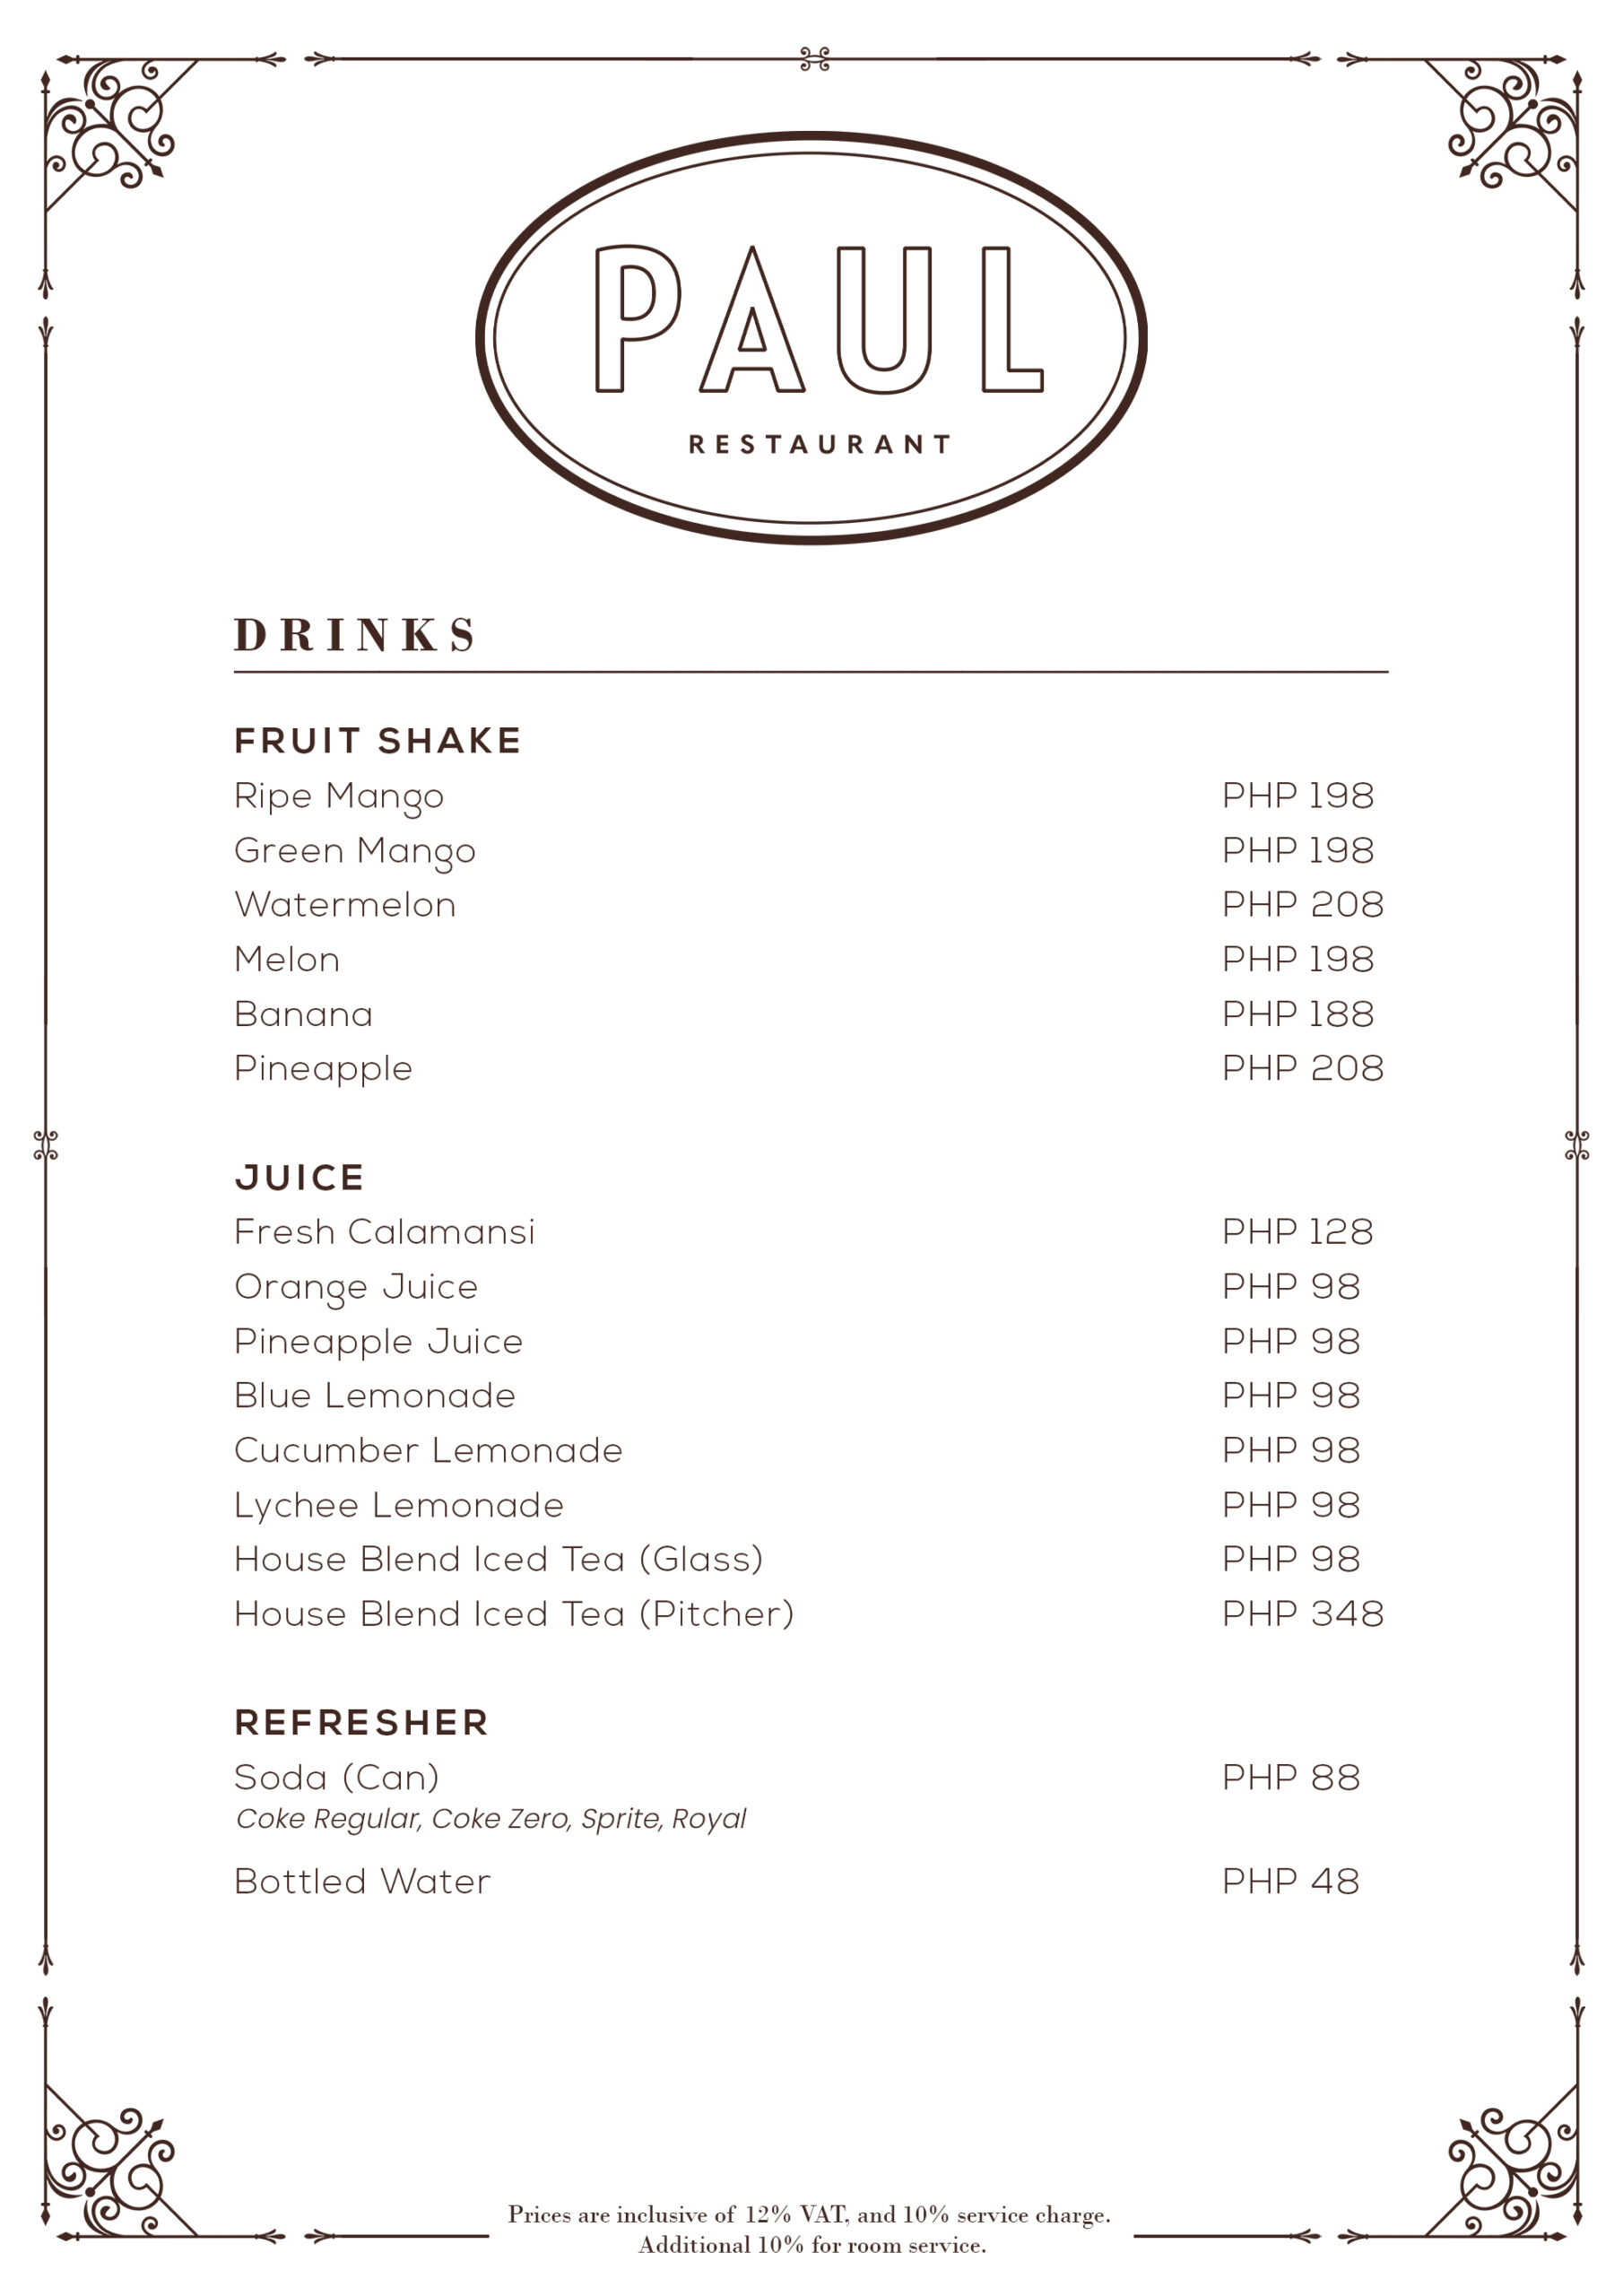 PAUL
RESTAURANT
DRINKS
FRUIT SHAKE
Ripe Mango PHP 198
Green Mango PHP 198
Watermelon PHP 208
Melon PHP 198
Banana PHP 188
Pineapple PHP 208
JUICE
Fresh Calamansi PHP 128
Orange Juice PHP 98
Pineapple Juice PHP 98
Blue Lemonade PHP 98
Cucumber Lemonade PHP 98
Lychee Lemonade PHP 98
House Blend Iced Tea (Glass) PHP 98
House Blend Iced Tea (Pitcher) PHP 348
REFRESHER
Soda (Can) PHP 88
Coke Regular, Coke Zero, Sprite, Royal
Bottled Water PHP 48
Prices are inclusive of 12% VAT, and 10% service charge.
Additional 10% for room service.